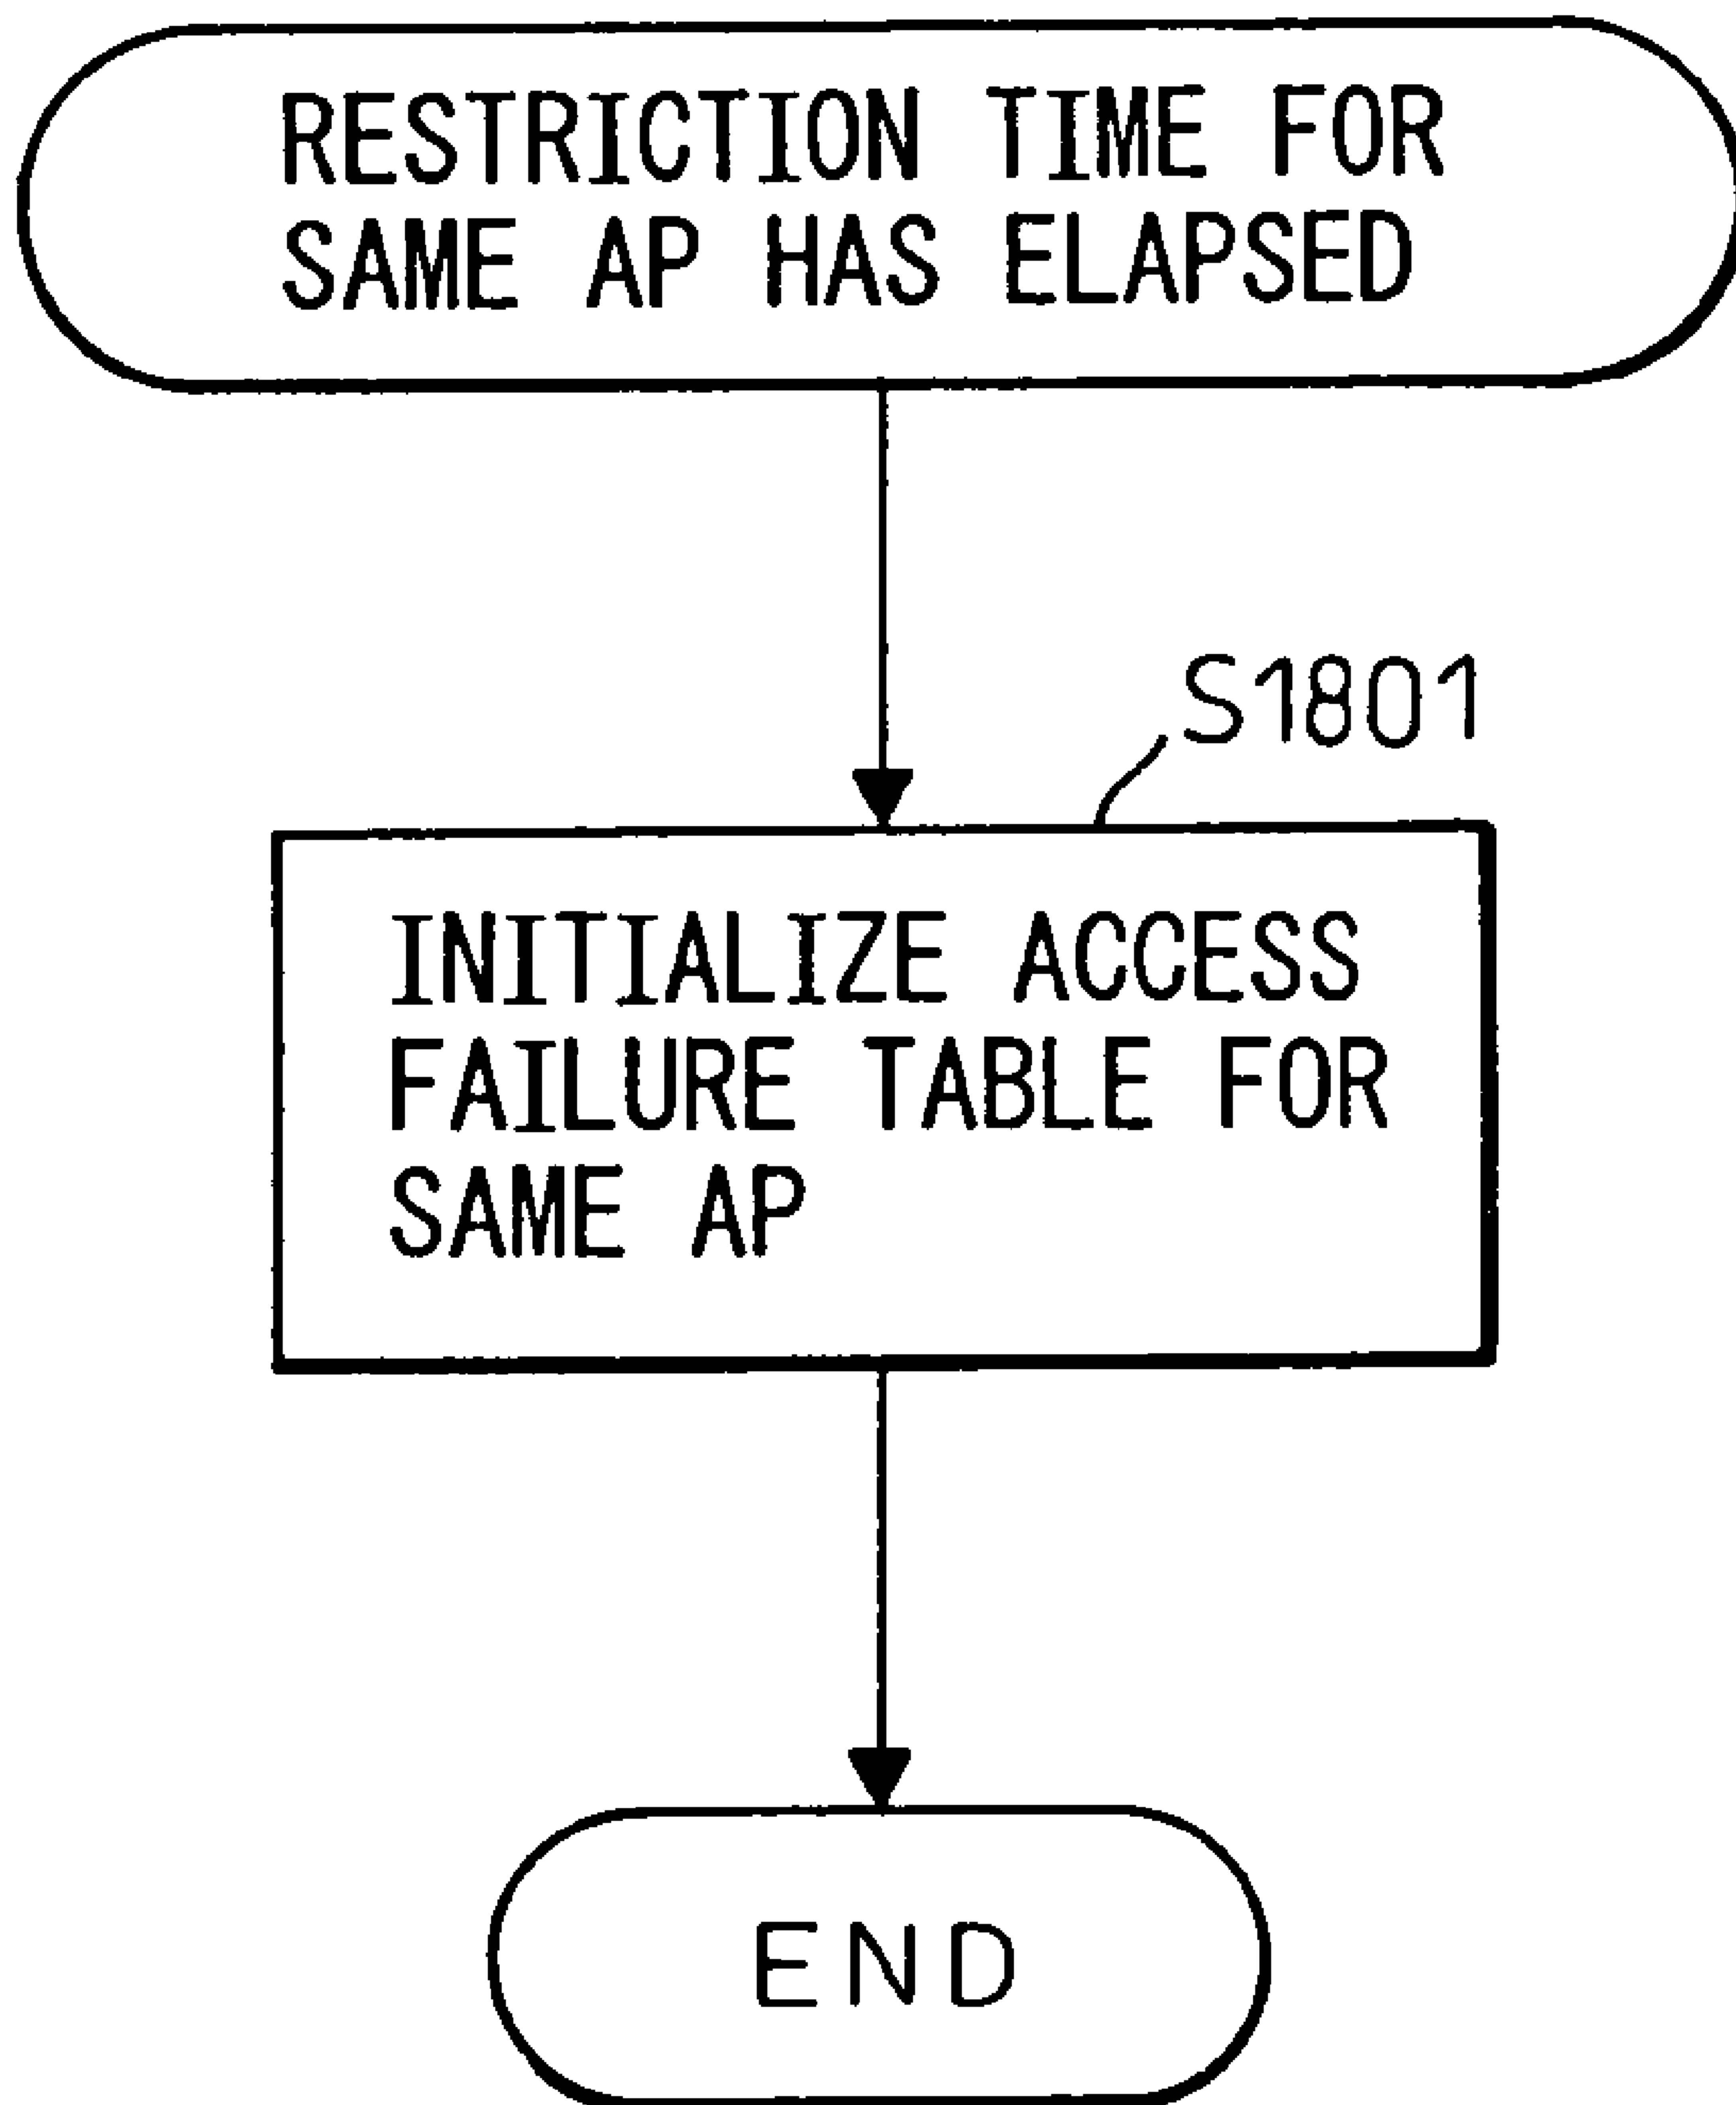 RESTRICTION TIME FOR
SAME AP HAS ELAPSED
S1801
INITIALIZE ACCESS
FAILURE TABLE FOR
SAME AP
END